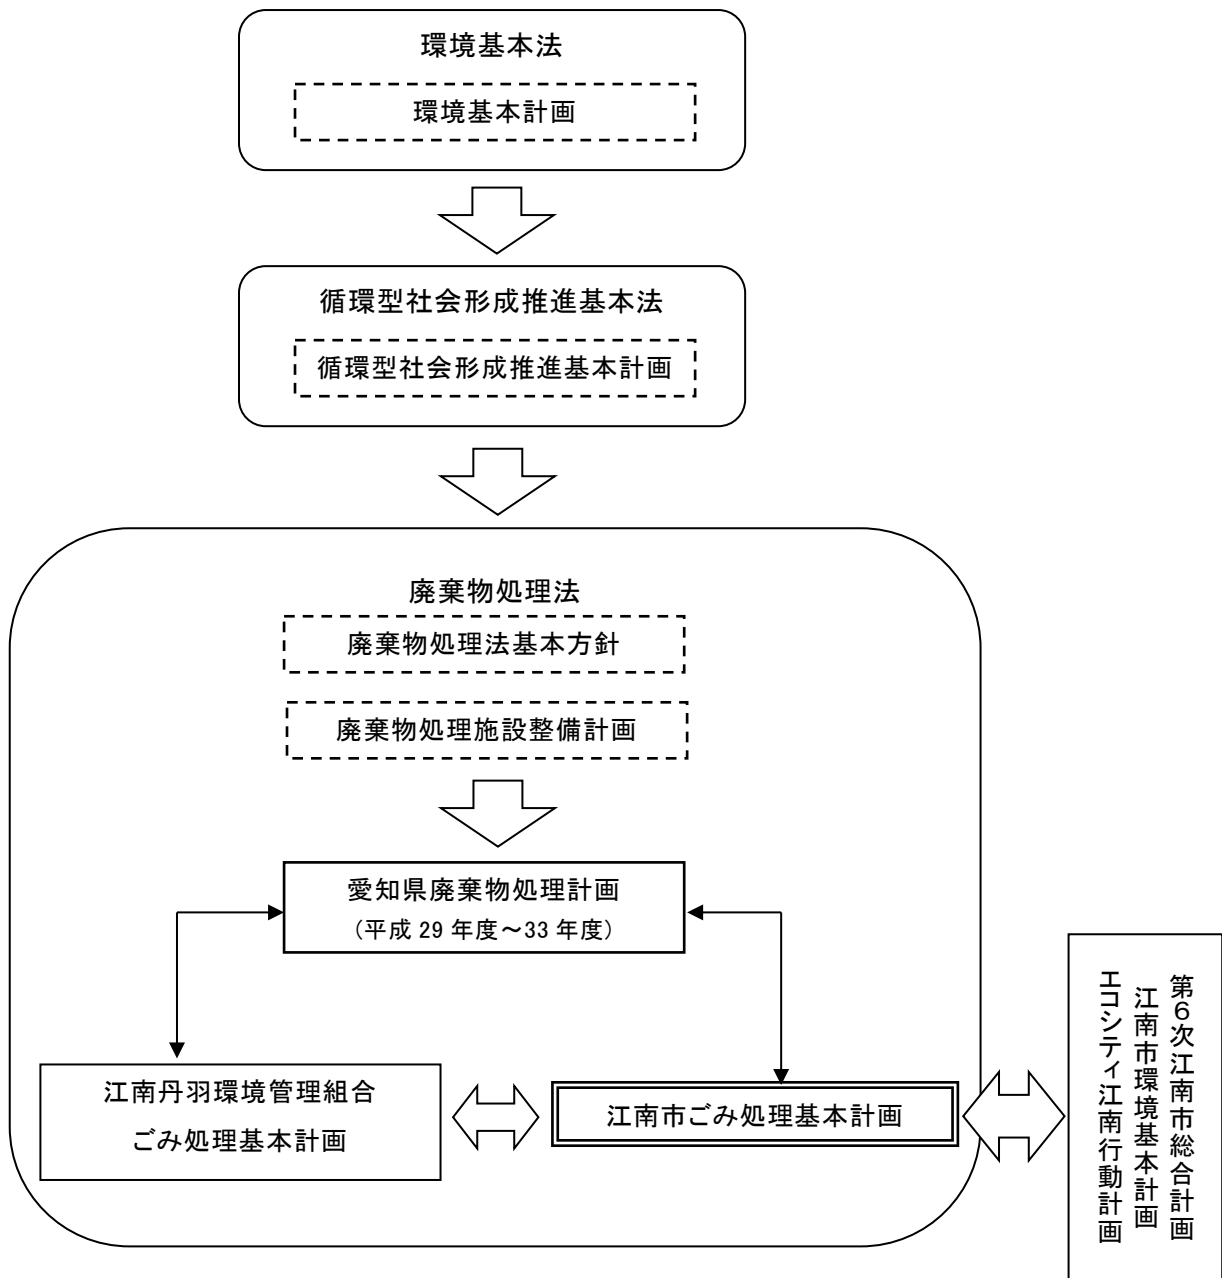 環境基本法
環境基本計画
循環型社会形成推進基本法
循環型社会形成推進基本計画
廃棄物処理法
廃棄物処理法基本方針
廃棄物処理施設整備計画
愛知県廃棄物処理計画
(平成 29 年度～33 年度)
江南丹羽環境管理組合
ごみ処理基本計画
江南市ごみ処理基本計画
第6次江南市総合計画
江南市環境基本計画
エコシティ江南行動計画